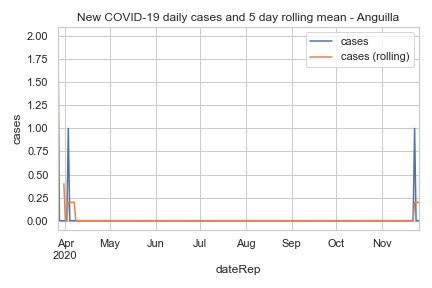 New COVID-19 daily cases and 5 day rolling mean - Anguilla
cases
cases (rolling)
2.00
1.75
1.50
1.25
1.00
0.75
0.50
0.25
0.00
cases
Apr
2020
May
Jun
Jul
Aug
Sep
Oct
Nov
dateRep